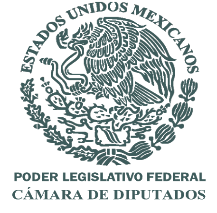 ESTADOS UNIDOS MEXICANOS
PODER LEGISLATIVO FEDERAL
CÁMARA DE DIPUTADOS